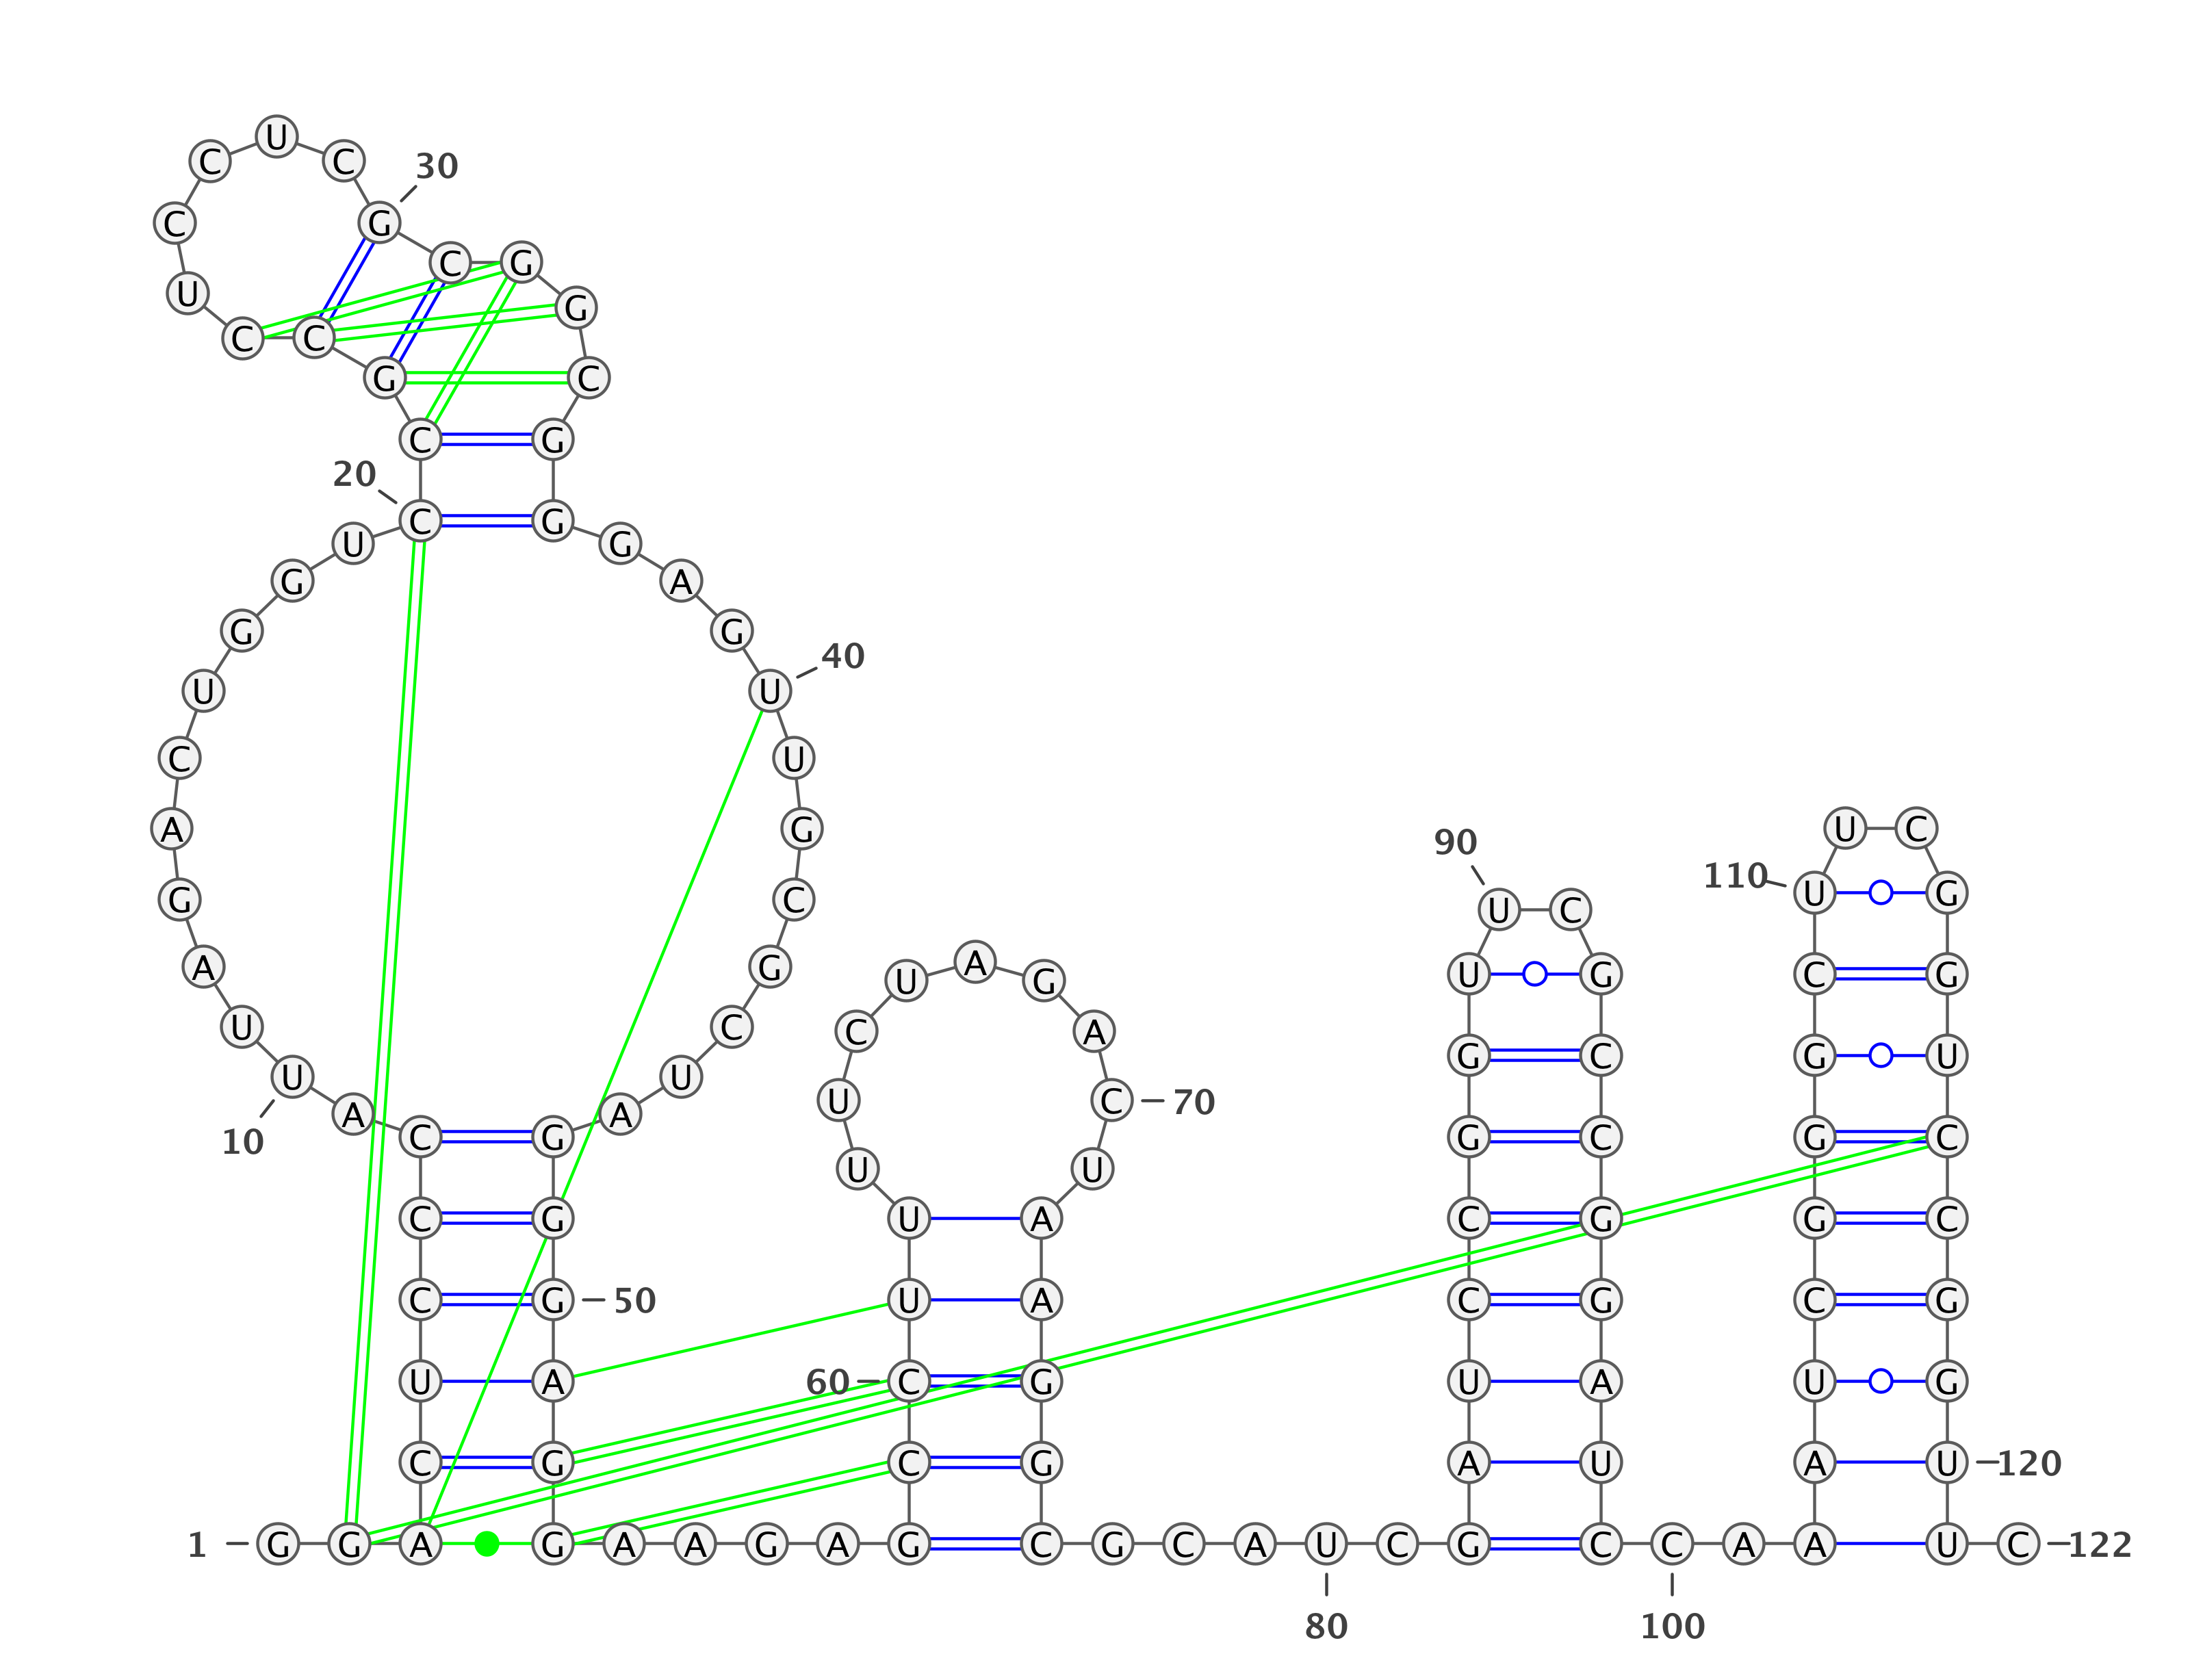 U
C C 30
C G
C G
U G
C C
G C
C G
20
C G
U G
G A
G G
40
U U
C U
A G U C
90
110 U G
G C
U C
A G U A G U G C G
U C C A
G C G U
U U
U C 70
A A
C G G C G C
10
U U
C G U A C G G C
C G 50 U A C G C G
U A 60 C G U A U G
C G C G A U A U 120
1 G G A G A A G A G C G C A U C G C C A A U C 122
80 100